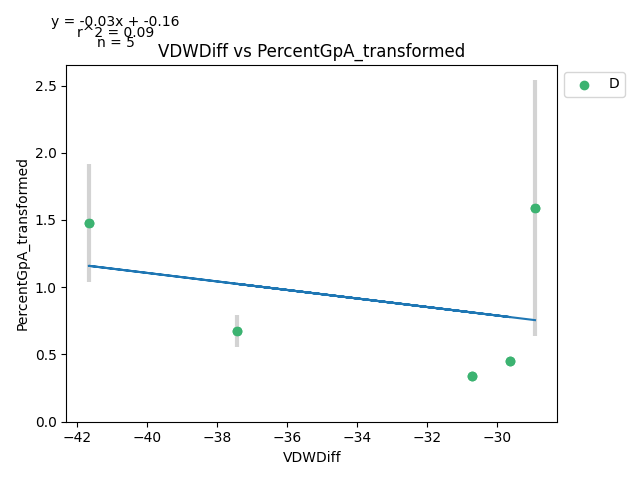 y = -0.03x + -0.16
r^2 = 0.09
n = 5
VDWDiff vs PercentGpA_transformed
D
PercentGpA_transformed
2.5
2.0
1.5
1.0
0.5
0.0
−42 −40 −38 −36 −34 −32 −30
VDWDiff